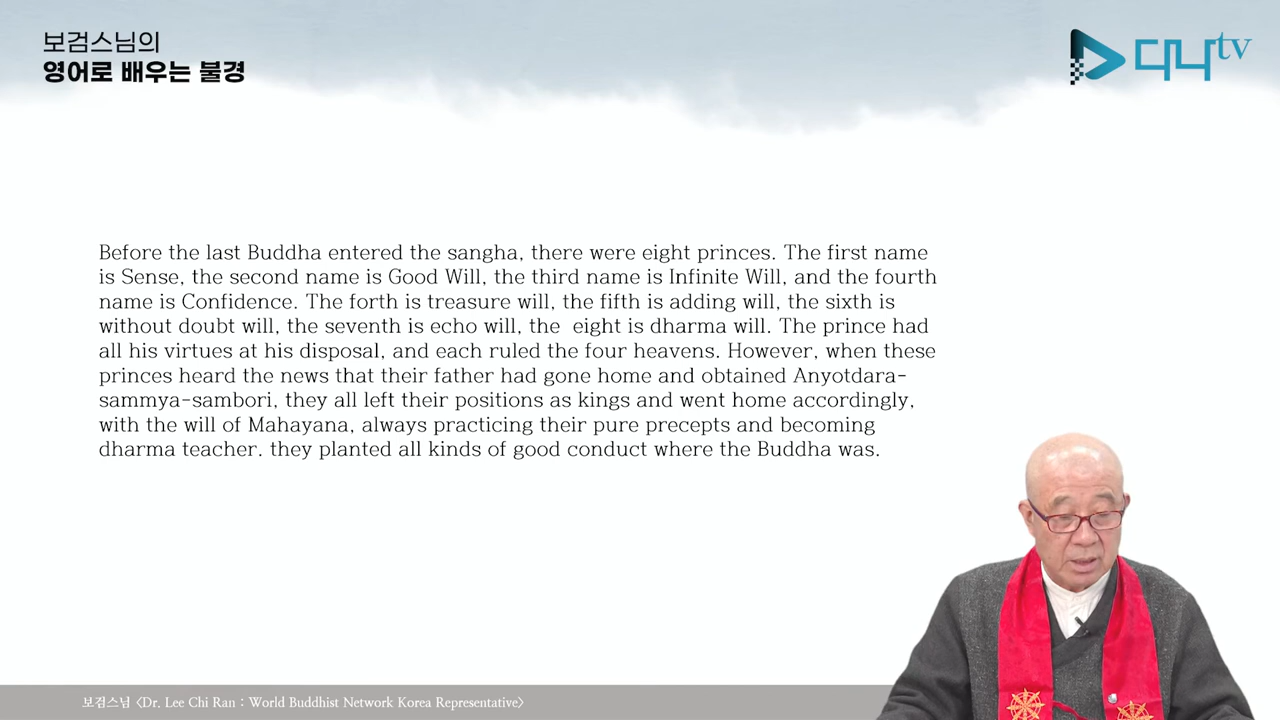 보검스님의
영어로 배우는 불경
다나tv
Before the last Buddha entered the sangha, there were eight princes. The first name
is Sense, the second name is Good Will, the third name is Infinite Will, and the fourth
name is Confidence. The forth is treasure will, the fifth is adding will, the sixth is
without doubt will, the seventh is echo will, the  eight is dharma will. The prince had
all his virtues at his disposal, and each ruled the four heavens. However, when these
princes heard the news that their father had gone home and obtained Anyotdara-
sammya-sambori, they all left their positions as kings and went home accordingly,
with the will of Mahayana, always practicing their pure precepts and becoming
dharma teacher. they planted all kinds of good conduct where the Buddha was.
보검스님 <Dr. Lee Chi Ran : World Buddhist Network Korea Representative>